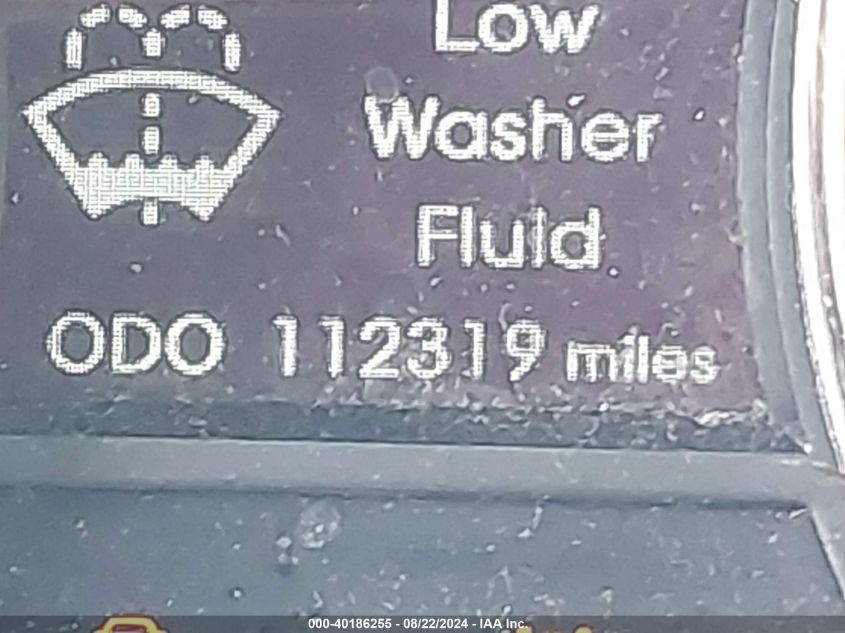 Low
Washer
Fluid
ODO 112319 miles
000-40186255 - 08/22/2024 - IAA Inc.